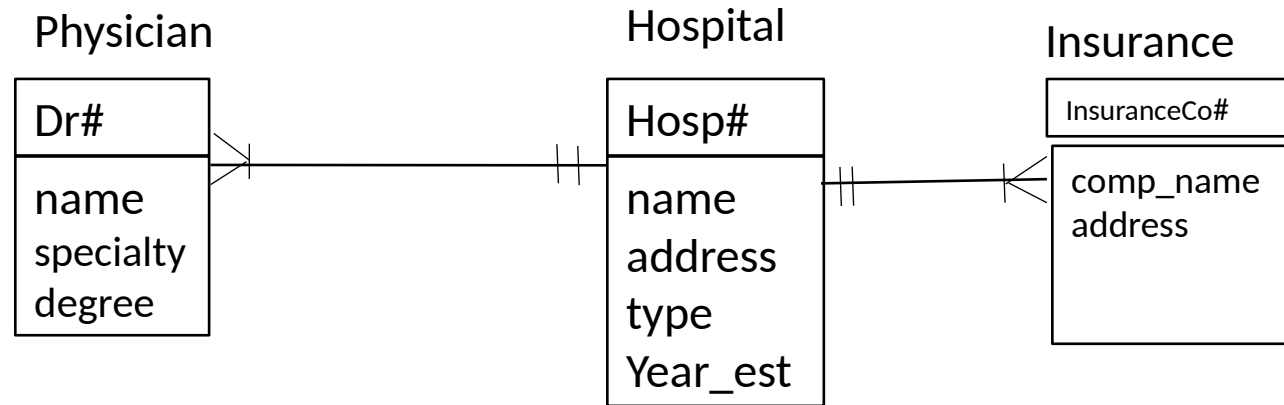 Physician
Dr#
name
specialty
degree
Hospital
Hosp#
name
address
type
Year_est
Insurance
InsuranceCo#
comp_name
address